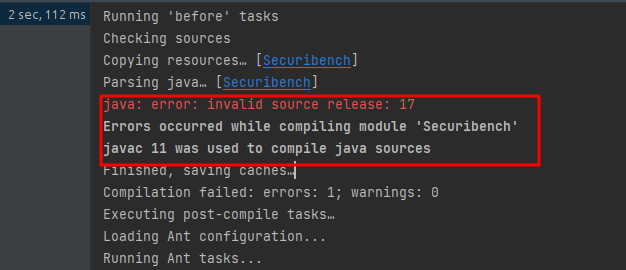 2 sec, 112 ms
Running 'before' tasks
Checking sources
Copying resources… [Securibench]
Parsing java… [Securibench]
java: error: invalid source release: 17
Errors occurred while compiling module 'Securibench'
javac 11 was used to compile java sources
Finished, saving caches…
Compilation failed: errors: 1; warnings: 0
Executing post-compile tasks…
Loading Ant configuration...
Running Ant tasks...